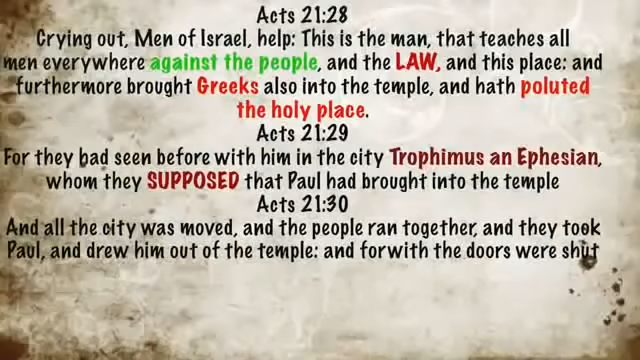 Acts 21:28
Crying out, Men of Israel, help: This is the man, that teaches all
men everywhere against the people, and the LAW, and this place: and
furthermore brought Greeks also into the temple, and hath poluted
the holy place.
Acts 21:29
For they had seen before with him in the city Trophimus an Ephesian,
whom they SUPPOSED that Paul had brought into the temple
Acts 21:30
And all the city was moved, and the people ran together, and they took
Paul, and drew him out of the temple: and forwith the doors were shut